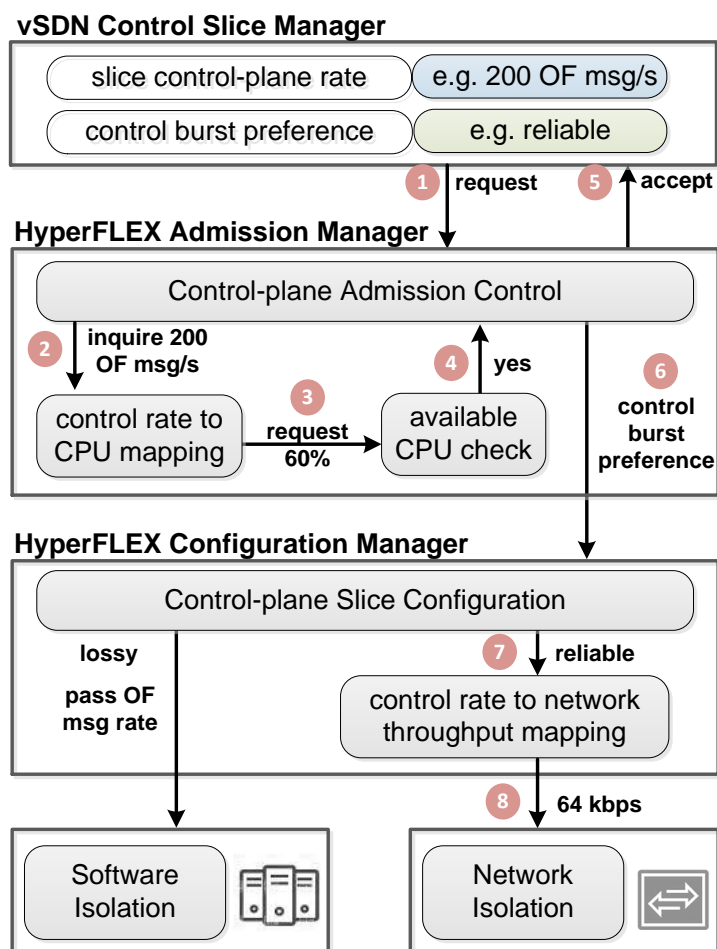 vSDN Control Slice Manager
slice control-plane rate
e.g. 200 OF msg/s
control burst preference
e.g. reliable
1
request
5
accept
HyperFLEX Admission Manager
Control-plane Admission Control
2
inquire 200
OF msg/s
4
yes
6
control
burst
preference
control rate to
CPU mapping
3
request
60%
available
CPU check
HyperFLEX Configuration Manager
Control-plane Slice Configuration
lossy
pass OF
msg rate
7
reliable
control rate to network
throughput mapping
8
64 kbps
Software
Isolation
Network
Isolation